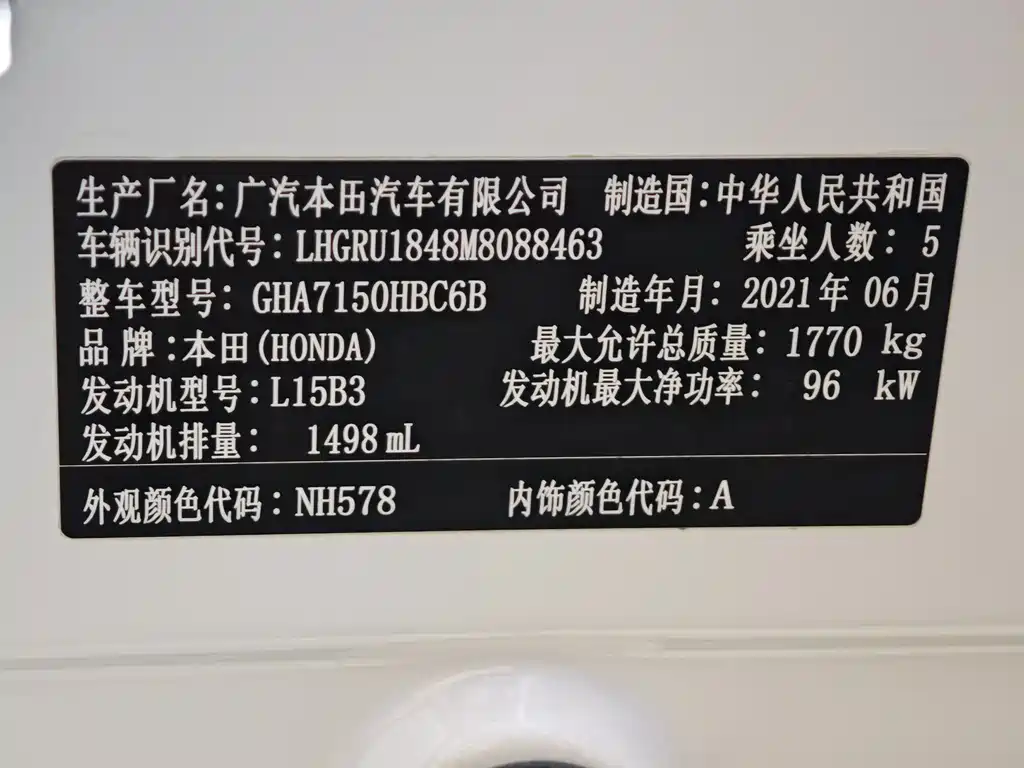 生产厂名:广汽本田汽车有限公司 制造国:中华人民共和国
车辆识别代号:LHGRU1848M8088463 乘坐人数:5
整车型号:GHA7150HBC6B 制造年月:2021年06月
品牌:本田(HONDA) 最大允许总质量:1770 kg
发动机型号:L15B3 发动机最大净功率:96 kW
发动机排量:1498mL
外观颜色代码:NH578 内饰颜色代码:A